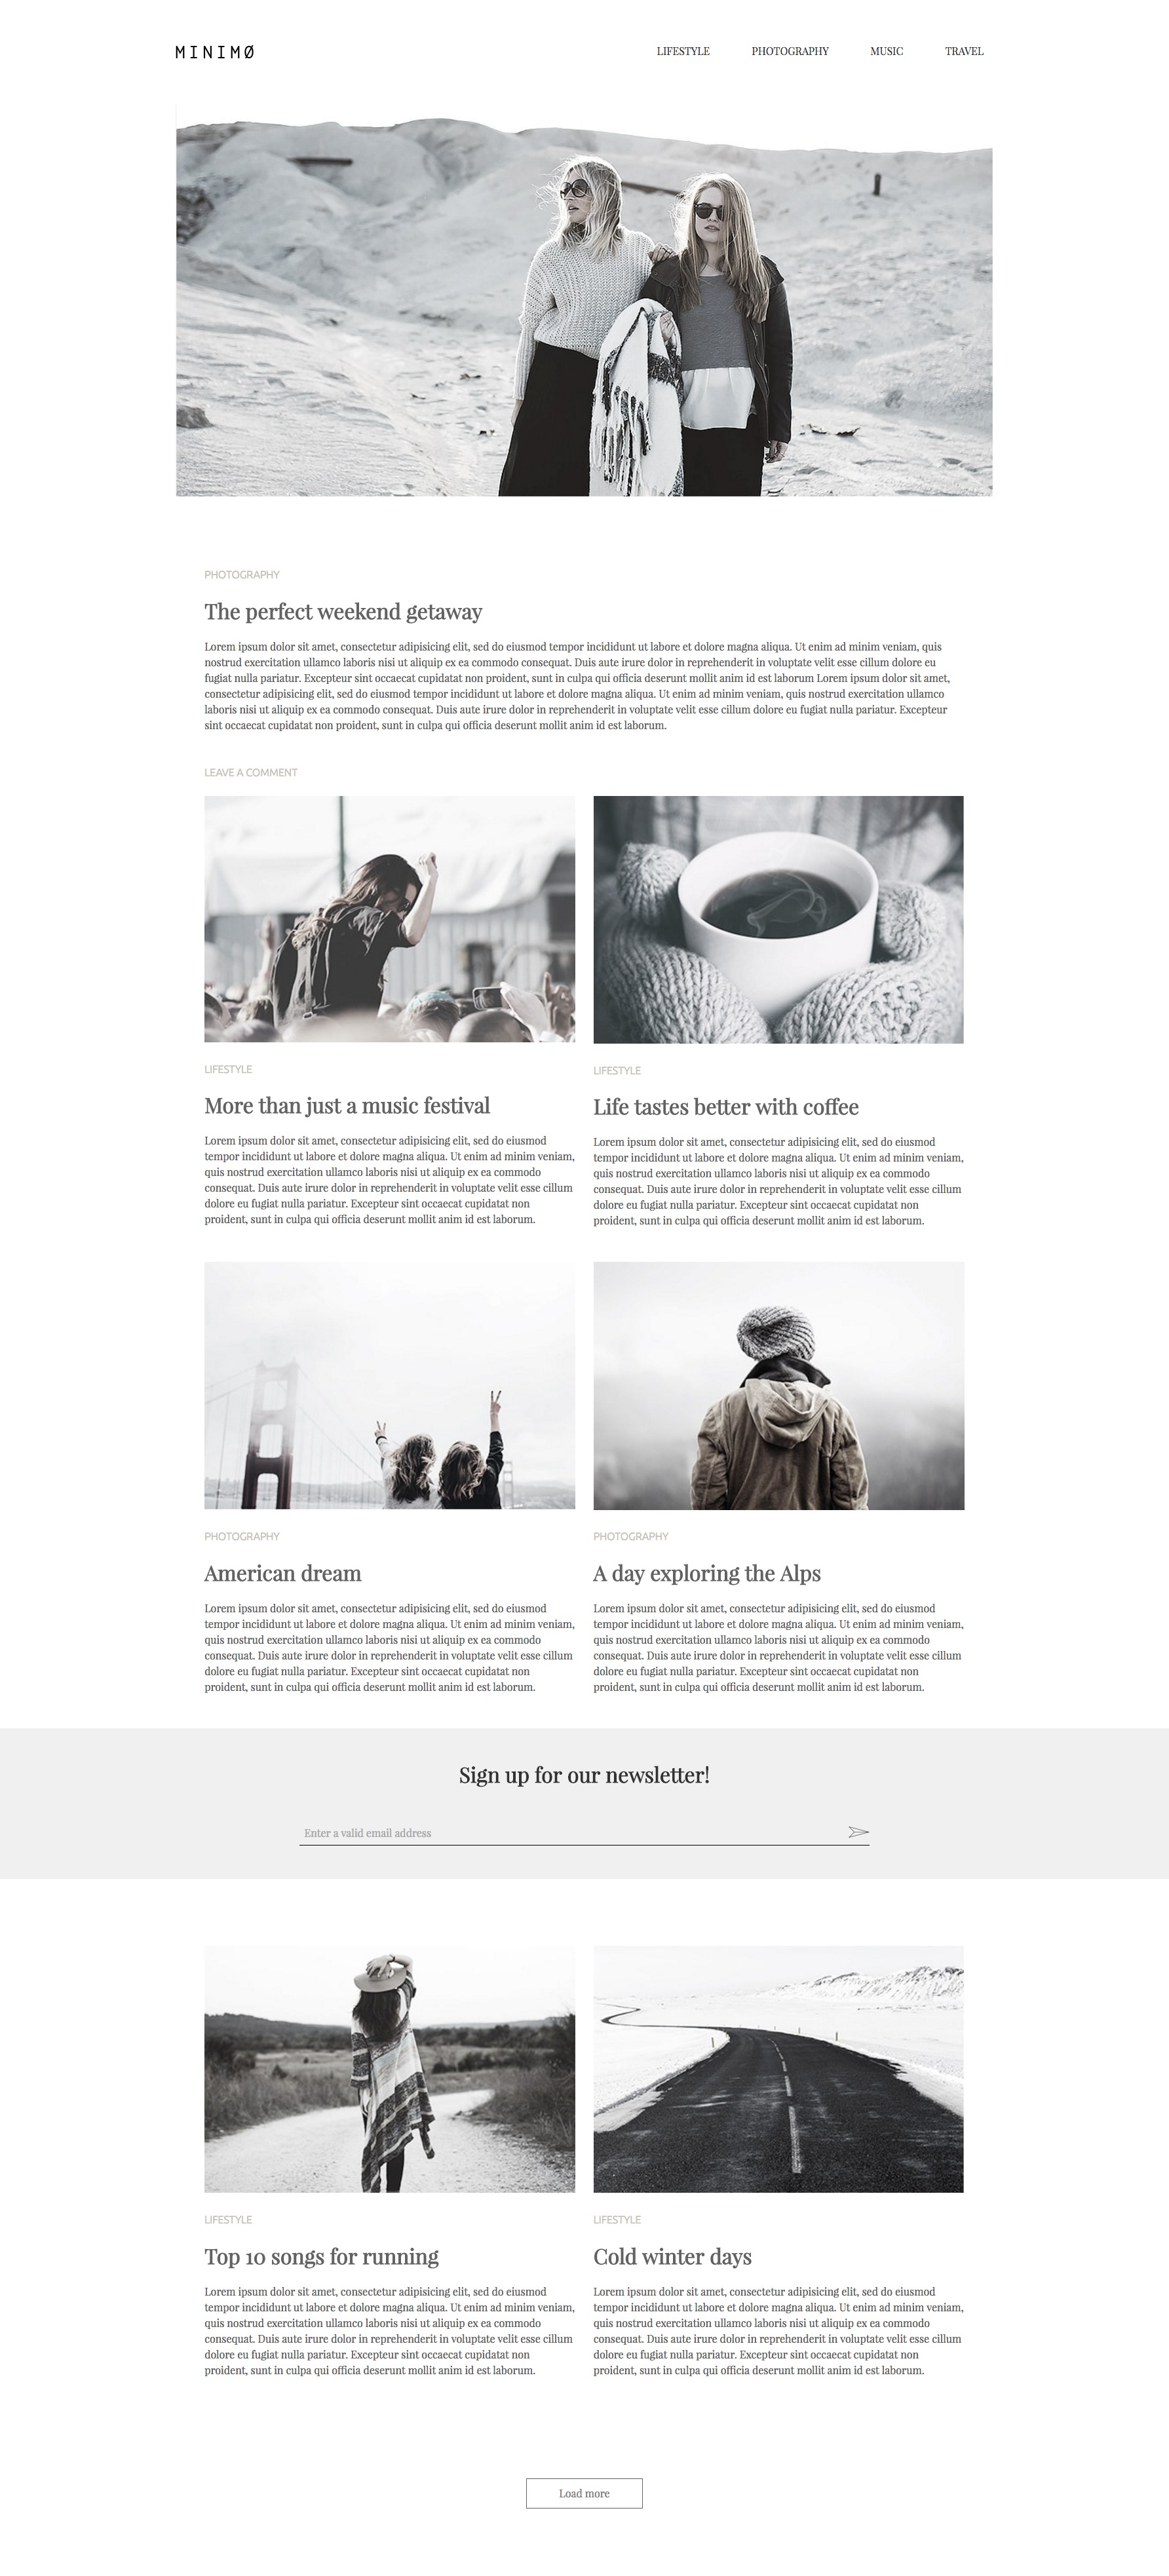 MINIMØ
LIFESTYLE PHOTOGRAPHY MUSIC TRAVEL
PHOTOGRAPHY
The perfect weekend getaway
Lorem ipsum dolor sit amet, consectetur adipisicing elit, sed do eiusmod tempor incididunt ut labore et dolore magna aliqua. Ut enim ad minim veniam, quis
nostrud exercitation ullamco laboris nisi ut aliquip ex ea commodo consequat. Duis aute irure dolor in reprehenderit in voluptate velit esse cillum dolore eu
fugiat nulla pariatur. Excepteur sint occaecat cupidatat non proident, sunt in culpa qui officia deserunt mollit anim id est laborum Lorem ipsum dolor sit amet,
consectetur adipisicing elit, sed do eiusmod tempor incididunt ut labore et dolore magna aliqua. Ut enim ad minim veniam, quis nostrud exercitation ullamco
laboris nisi ut aliquip ex ea commodo consequat. Duis aute irure dolor in reprehenderit in voluptate velit esse cillum dolore eu fugiat nulla pariatur. Excepteur
sint occaecat cupidatat non proident, sunt in culpa qui officia deserunt mollit anim id est laborum.
LEAVE A COMMENT
LIFESTYLE
More than just a music festival
Lorem ipsum dolor sit amet, consectetur adipisicing elit, sed do eiusmod
tempor incididunt ut labore et dolore magna aliqua. Ut enim ad minim veniam,
quis nostrud exercitation ullamco laboris nisi ut aliquip ex ea commodo
consequat. Duis aute irure dolor in reprehenderit in voluptate velit esse cillum
dolore eu fugiat nulla pariatur. Excepteur sint occaecat cupidatat non
proident, sunt in culpa qui officia deserunt mollit anim id est laborum.
LIFESTYLE
Life tastes better with coffee
Lorem ipsum dolor sit amet, consectetur adipisicing elit, sed do eiusmod
tempor incididunt ut labore et dolore magna aliqua. Ut enim ad minim veniam,
quis nostrud exercitation ullamco laboris nisi ut aliquip ex ea commodo
consequat. Duis aute irure dolor in reprehenderit in voluptate velit esse cillum
dolore eu fugiat nulla pariatur. Excepteur sint occaecat cupidatat non
proident, sunt in culpa qui officia deserunt mollit anim id est laborum.
PHOTOGRAPHY
American dream
Lorem ipsum dolor sit amet, consectetur adipisicing elit, sed do eiusmod
tempor incididunt ut labore et dolore magna aliqua. Ut enim ad minim veniam,
quis nostrud exercitation ullamco laboris nisi ut aliquip ex ea commodo
consequat. Duis aute irure dolor in reprehenderit in voluptate velit esse cillum
dolore eu fugiat nulla pariatur. Excepteur sint occaecat cupidatat non
proident, sunt in culpa qui officia deserunt mollit anim id est laborum.
PHOTOGRAPHY
A day exploring the Alps
Lorem ipsum dolor sit amet, consectetur adipisicing elit, sed do eiusmod
tempor incididunt ut labore et dolore magna aliqua. Ut enim ad minim veniam,
quis nostrud exercitation ullamco laboris nisi ut aliquip ex ea commodo
consequat. Duis aute irure dolor in reprehenderit in voluptate velit esse cillum
dolore eu fugiat nulla pariatur. Excepteur sint occaecat cupidatat non
proident, sunt in culpa qui officia deserunt mollit anim id est laborum.
Sign up for our newsletter!
Enter a valid email address
LIFESTYLE
Top 10 songs for running
Lorem ipsum dolor sit amet, consectetur adipisicing elit, sed do eiusmod
tempor incididunt ut labore et dolore magna aliqua. Ut enim ad minim veniam,
quis nostrud exercitation ullamco laboris nisi ut aliquip ex ea commodo
consequat. Duis aute irure dolor in reprehenderit in voluptate velit esse cillum
dolore eu fugiat nulla pariatur. Excepteur sint occaecat cupidatat non
proident, sunt in culpa qui officia deserunt mollit anim id est laborum.
LIFESTYLE
Cold winter days
Lorem ipsum dolor sit amet, consectetur adipisicing elit, sed do eiusmod
tempor incididunt ut labore et dolore magna aliqua. Ut enim ad minim veniam,
quis nostrud exercitation ullamco laboris nisi ut aliquip ex ea commodo
consequat. Duis aute irure dolor in reprehenderit in voluptate velit esse cillum
dolore eu fugiat nulla pariatur. Excepteur sint occaecat cupidatat non
proident, sunt in culpa qui officia deserunt mollit anim id est laborum.
Load more